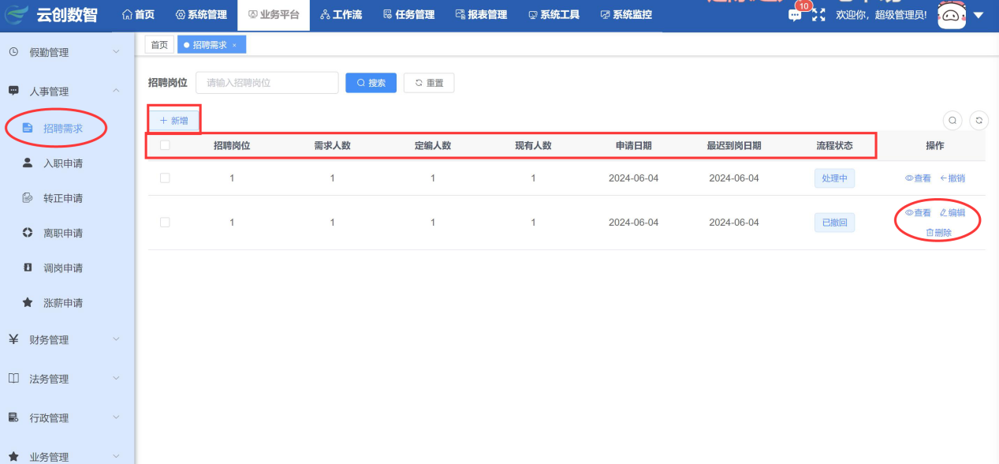 云创数智 首页 系统管理 业务平台 工作流 任务管理 报表管理 系统工具 系统监控 10 欢迎你，超级管理员!
假勤管理
人事管理
招聘需求
入职申请
转正申请
离职申请
调岗申请
涨薪申请
财务管理
法务管理
行政管理
业务管理
首页 招聘需求 ×
招聘岗位 请输入招聘岗位 搜索 重置
新增
招聘岗位 需求人数 定编人数 现有人数 申请日期 最迟到岗日期 流程状态 操作
1 1 1 1 2024-06-04 2024-06-04 处理中 查看 撤销
1 1 1 1 2024-06-04 2024-06-04 已撤回 查看 编辑
删除